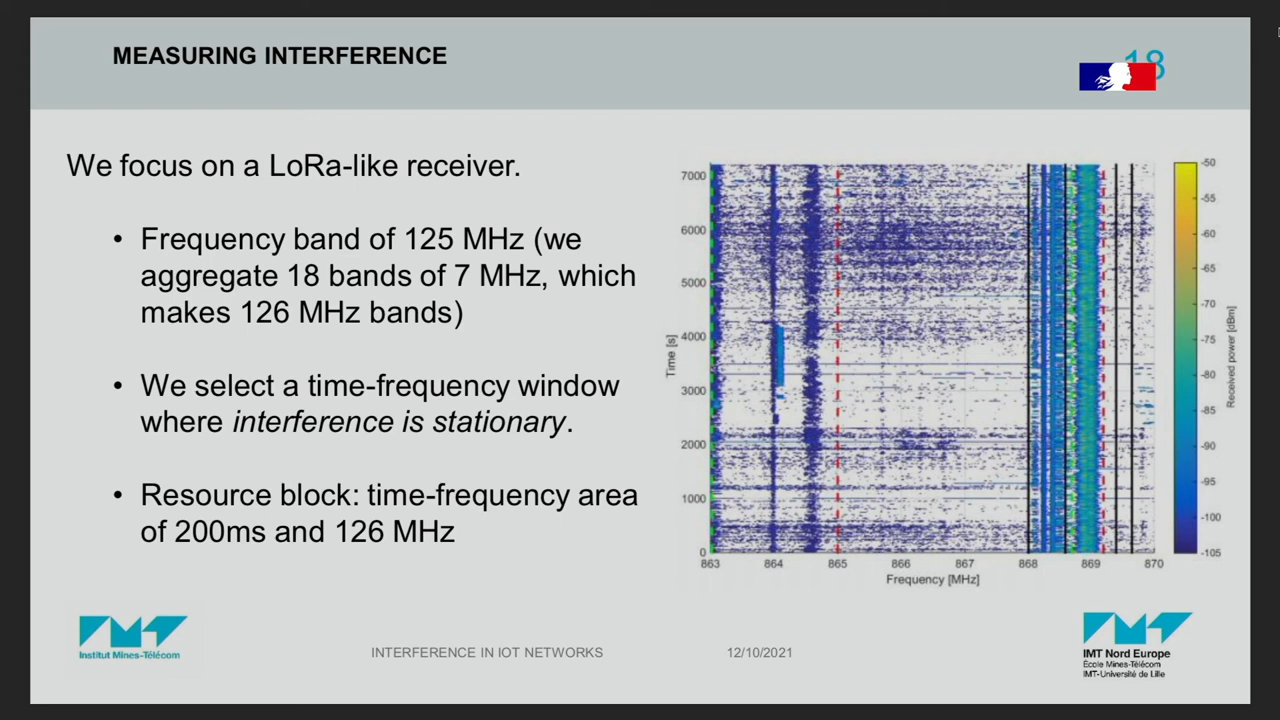 MEASURING INTERFERENCE
18
We focus on a LoRa-like receiver.
• Frequency band of 125 MHz (we
aggregate 18 bands of 7 MHz, which
makes 126 MHz bands)
• We select a time-frequency window
where interference is stationary.
• Resource block: time-frequency area
of 200ms and 126 MHz
Time [s]
7000
6000
5000
4000
3000
2000
1000
0
863 864 865 866 867 868 869 870
Frequency [MHz]
-50
-55
-60
-65
-70
-75
-80
-85
-90
-95
-100
-105
Received power [dBm]
IMT
Institut Mines-Télécom
INTERFERENCE IN IOT NETWORKS
12/10/2021
IMT
IMT Nord Europe
École Mines-Télécom
IMT-Université de Lille